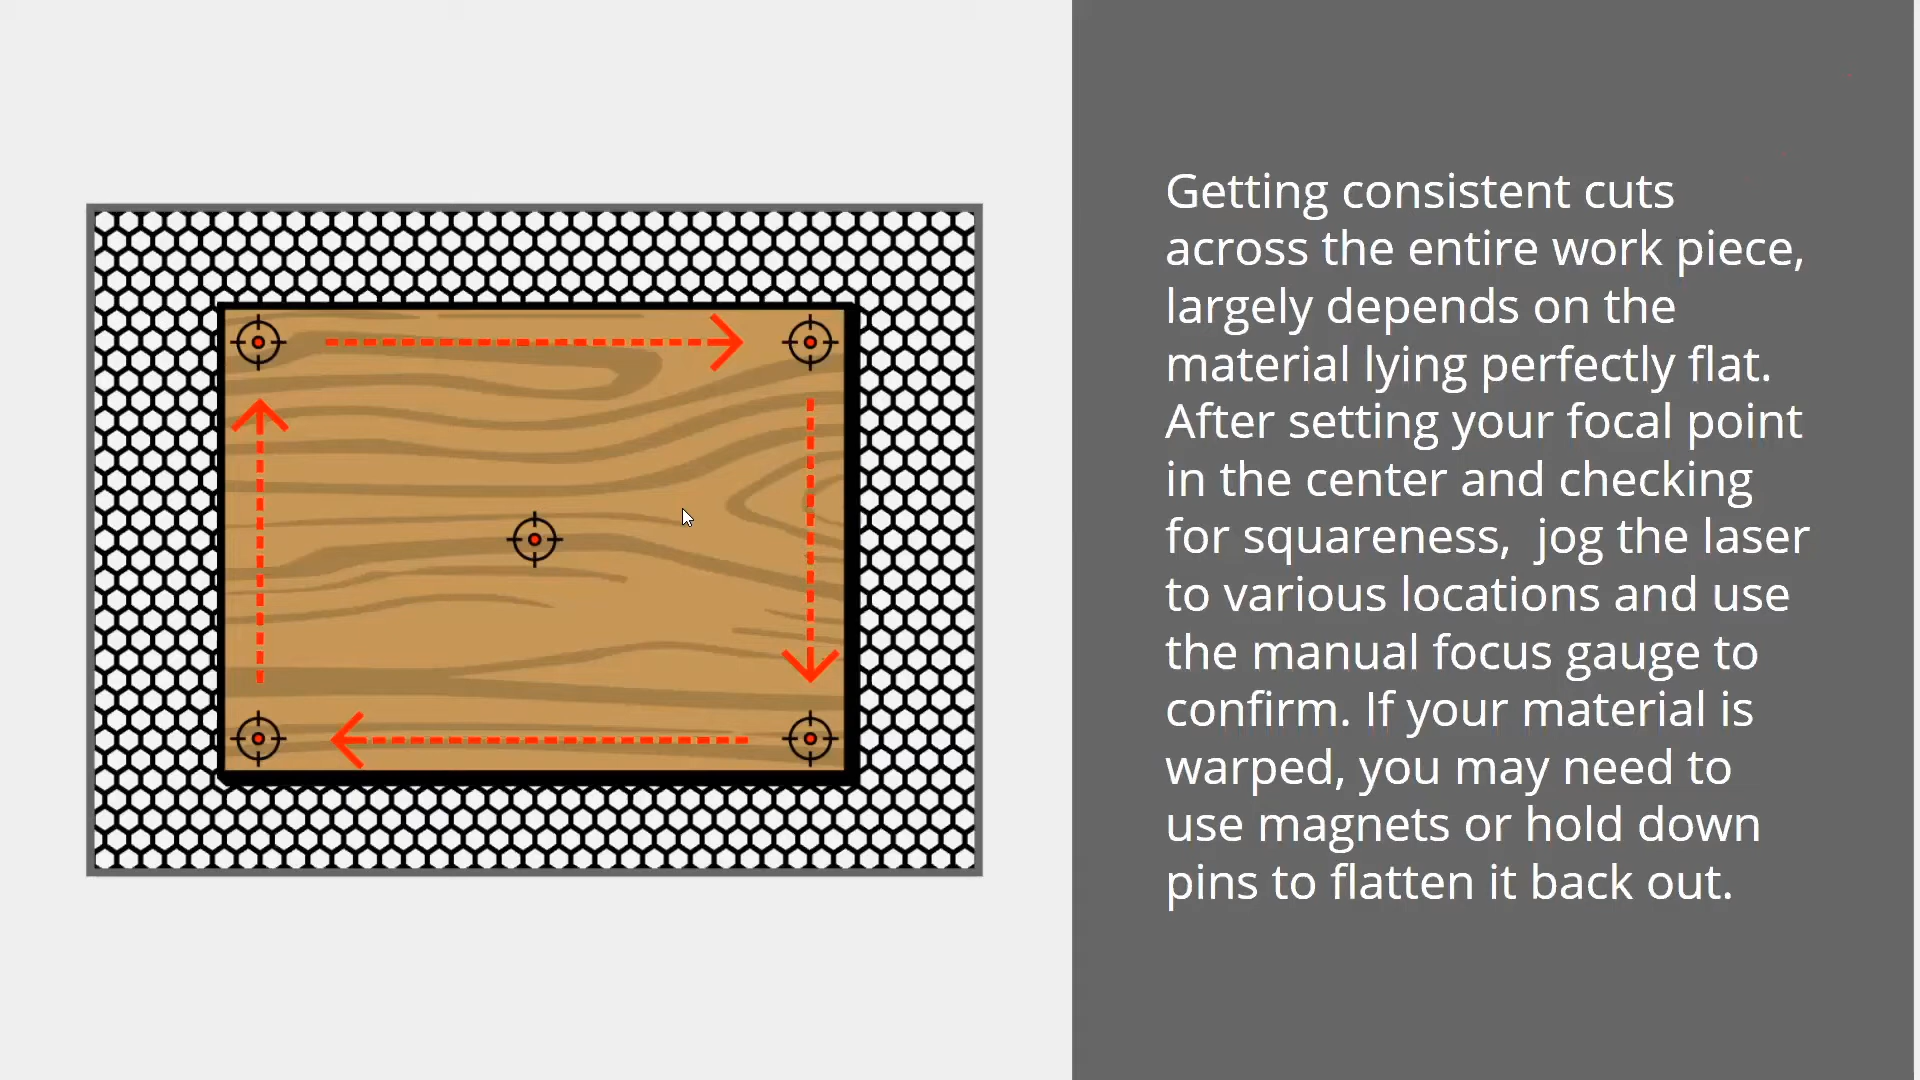 Getting consistent cuts
across the entire work piece,
largely depends on the
material lying perfectly flat.
After setting your focal point
in the center and checking
for squareness,  jog the laser
to various locations and use
the manual focus gauge to
confirm. If your material is
warped, you may need to
use magnets or hold down
pins to flatten it back out.